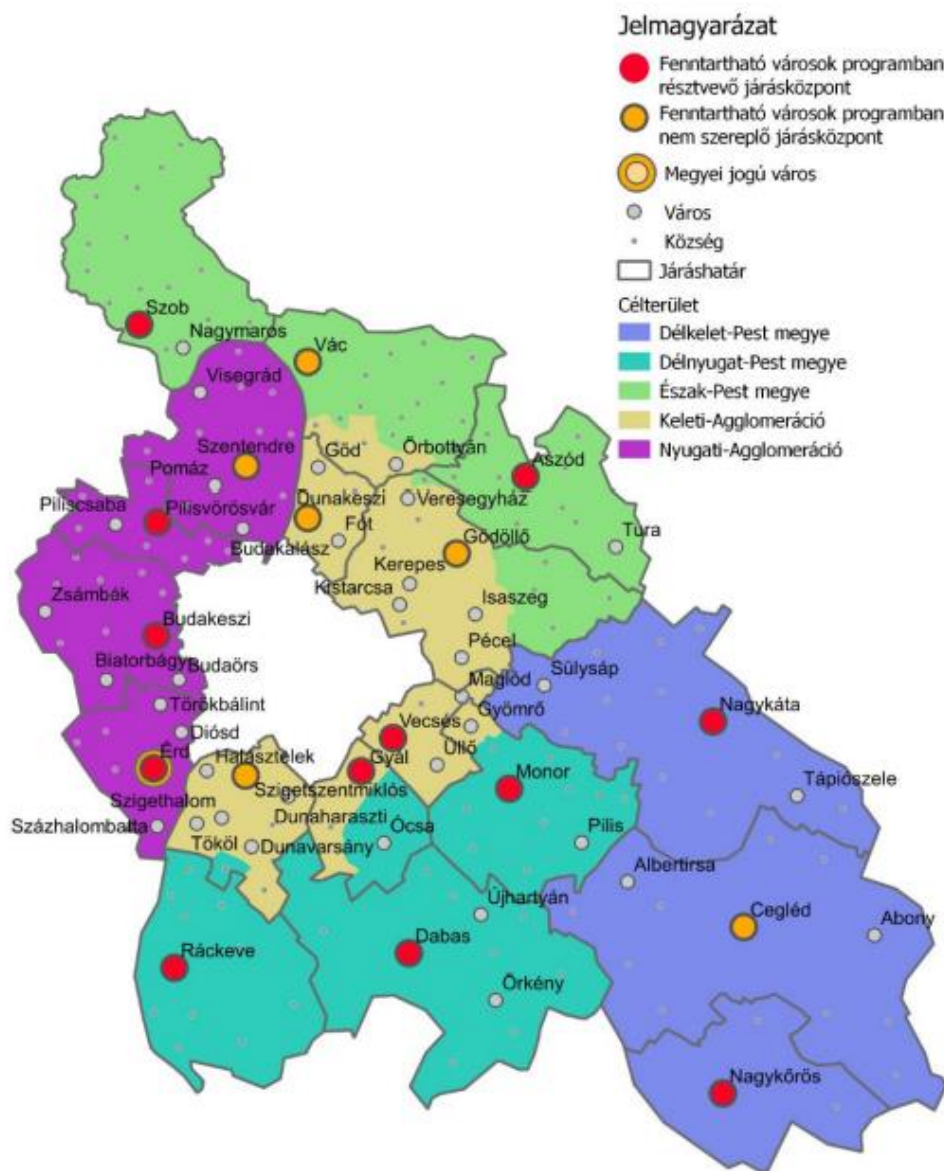 Jelmagyarázat
Fenntartható városok programban
résztvevő járásközpont
Fenntartható városok programban
nem szereplő járásközpont
Megyei jogú város
Város
Község
Járáshatár
Célterület
Délkelet-Pest megye
Délnyugat-Pest megye
Észak-Pest megye
Keleti-Agglomeráció
Nyugati-Agglomeráció
Szob
Nagymaros
Vác
Visegrád
Szentendre
Göd
Őrbottyán
Aszód
Pomáz
Piliscsaba
Pilisvörösvár
Dunakeszi
Veresegyház
Fót
Budakalász
Gödöllő
Tura
Kerepes
Kistarcsa
Zsámbék
Isaszeg
Budakeszi
Pécel
Biatorbágy
Budaörs
Sülysáp
Maglód
Törökbálint
Gyömrő
Nagykáta
Vecsés
Diósd
Üllő
Érd
Halásztelek
Gyál
Szigetszentmiklós
Szigethalom
Monor
Tápiószele
Százhalombatta
Dunaharaszti
Ócsa
Pilis
Tököl
Dunavarsány
Albertirsa
Újhartyán
Cegléd
Abony
Ráckeve
Dabas
Örkény
Nagykőrös